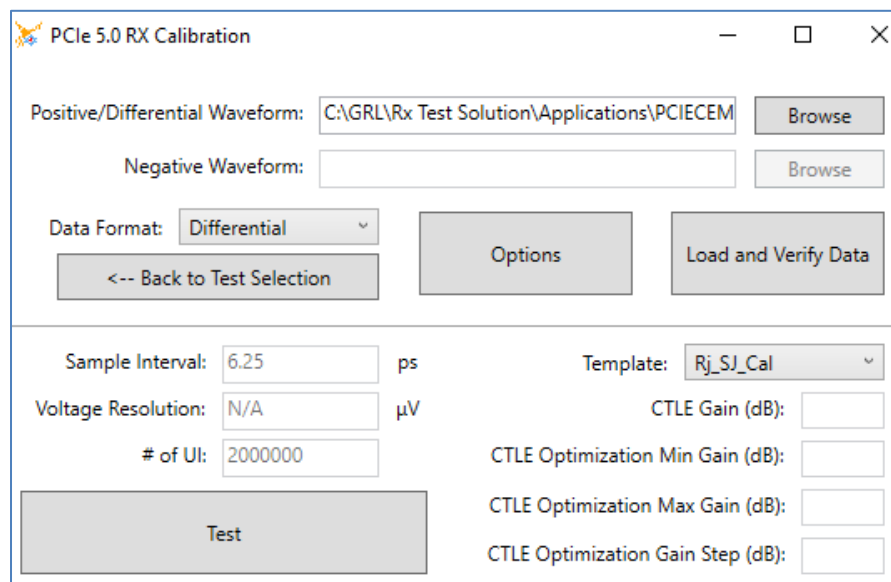 PCIe 5.0 RX Calibration
Positive/Differential Waveform: C:\GRL\Rx Test Solution\Applications\PCIECEM Browse
Negative Waveform: Browse
Data Format: Differential
<-- Back to Test Selection
Options
Load and Verify Data
Sample Interval: 6.25 ps
Template: Rj_SJ_Cal
Voltage Resolution: N/A µV
CTLE Gain (dB):
# of UI: 2000000
CTLE Optimization Min Gain (dB):
Test
CTLE Optimization Max Gain (dB):
CTLE Optimization Gain Step (dB):